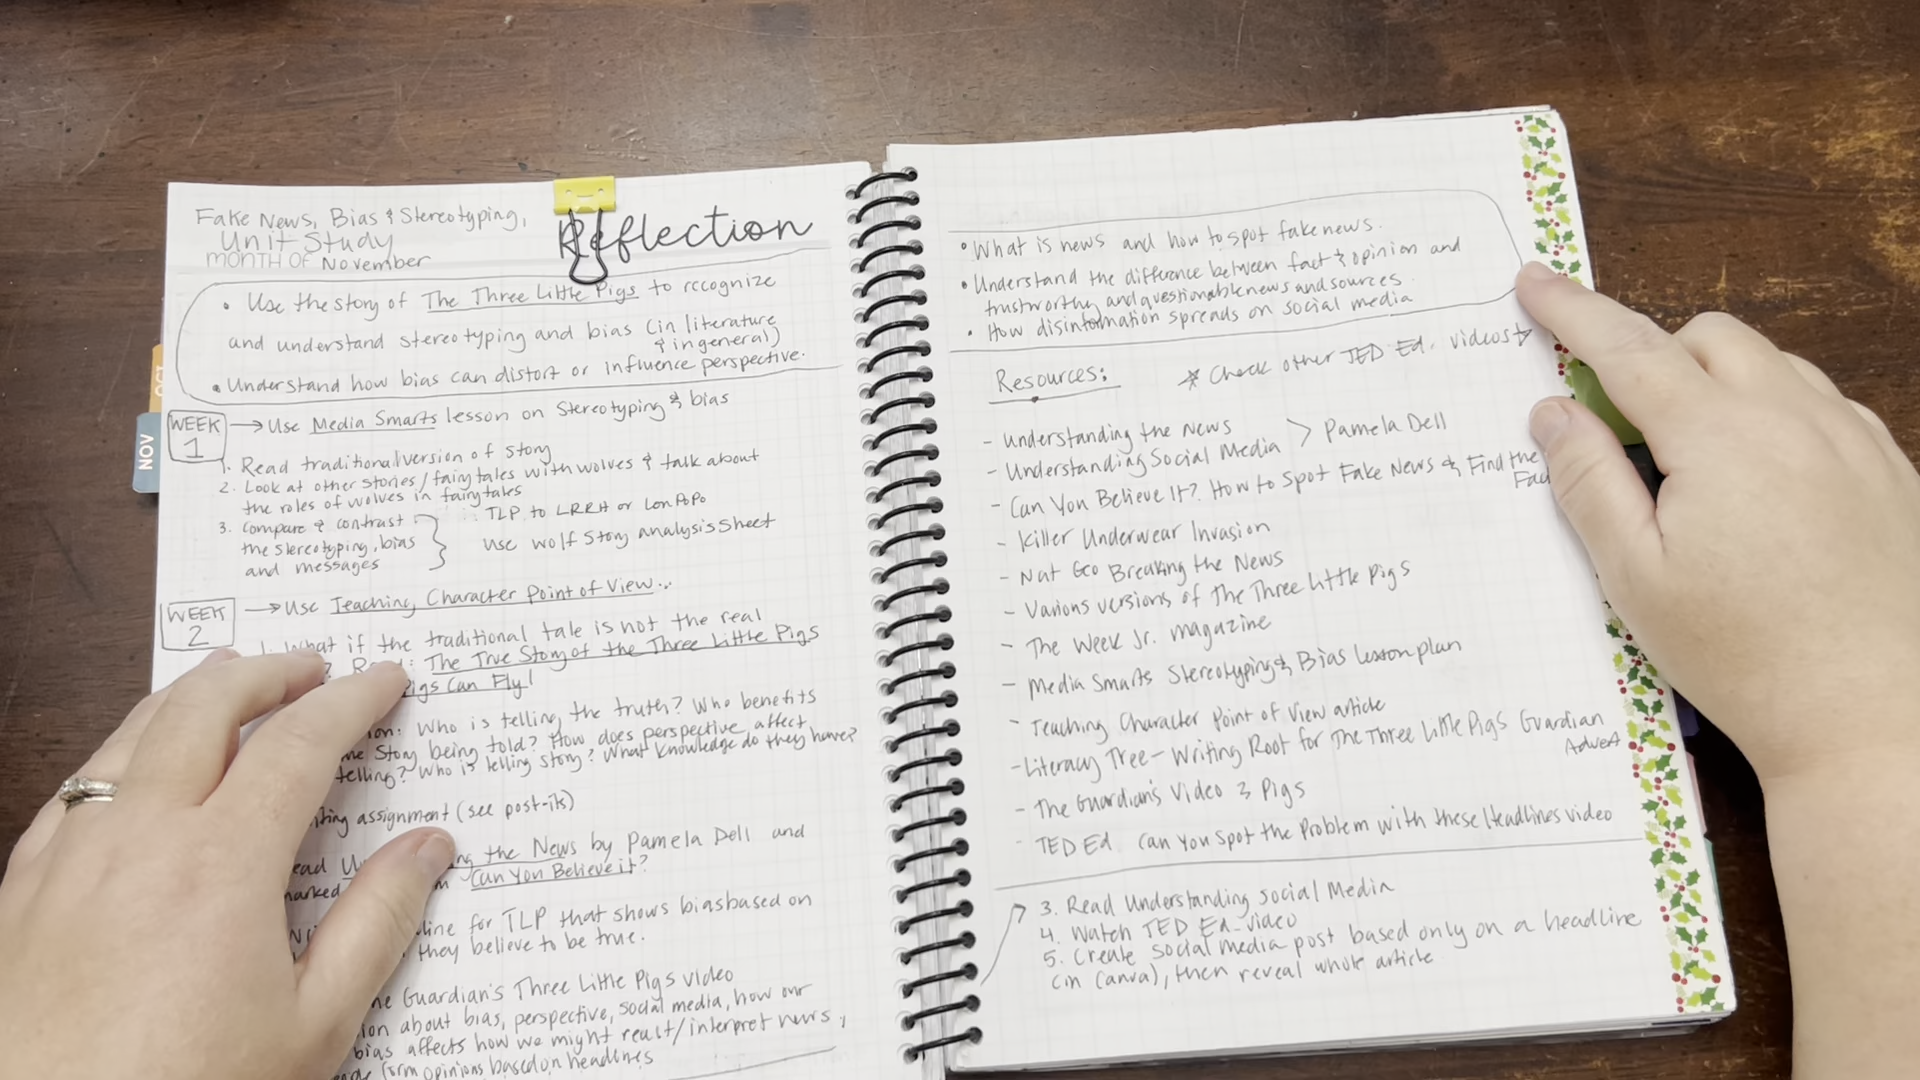 Fake News, Bias & Stereotyping,
Unit Study
MONTH OF November
Reflection
• Use the story of The Three Little Pigs to recognize
and understand stereotyping and bias (in literature
& in general)
• Understand how bias can distort or influence perspective.
OCT
NOV
WEEK
1
→ Use Media Smarts lesson on Stereotyping & bias
1. Read traditional version of story
2. Look at other stories/fairytales with wolves & talk about
the roles of wolves in fairytales
3. Compare & contrast
the stereotyping, bias
and messages
TLP to LRRH or Lon PoPo
Use wolf Story analysis Sheet
WEEK
2
→ Use Teaching Character Point of View...
1. What if the traditional tale is not the real
? The True Story of the Three Little Pigs
Pigs Can Fly!
Who is telling the truth? Who benefits
Story being told? How does perspective affect
telling? Who is telling story? What knowledge do they have?
assignment (see post-its)
the News by Pamela Dell and
Can You Believe it?
for TLP that shows bias based on
they believe to be true.
Guardian's Three Little Pigs video
about bias, perspective, social media, how our
bias affects how we might react/interpret news,
form opinions based on headlines
• What is news and how to spot fake news.
• Understand the difference between fact & opinion and
trustworthy and questionable news and sources.
• How disinformation spreads on social media
Resources:
☆ Check other TED Ed. videos ☆
- Understanding the News
- Understanding Social Media
> Pamela Dell
- Can You Believe It? How to Spot Fake News & Find the
- Killer Underwear Invasion
- Nat Geo Breaking the News
- Various versions of The Three Little Pigs
- The Week Jr. magazine
- Media Smarts Stereotyping & Bias lesson plan
- Teaching Character Point of View article
- Literacy Tree - Writing Root for The Three Little Pigs Guardian
Advert
- The Guardian's Video 3 Pigs
- TED Ed Can You Spot the Problem with these Headlines video
3. Read Understanding Social Media
4. Watch TED Ed video
5. Create social media post based only on a headline
(in Canva), then reveal whole article